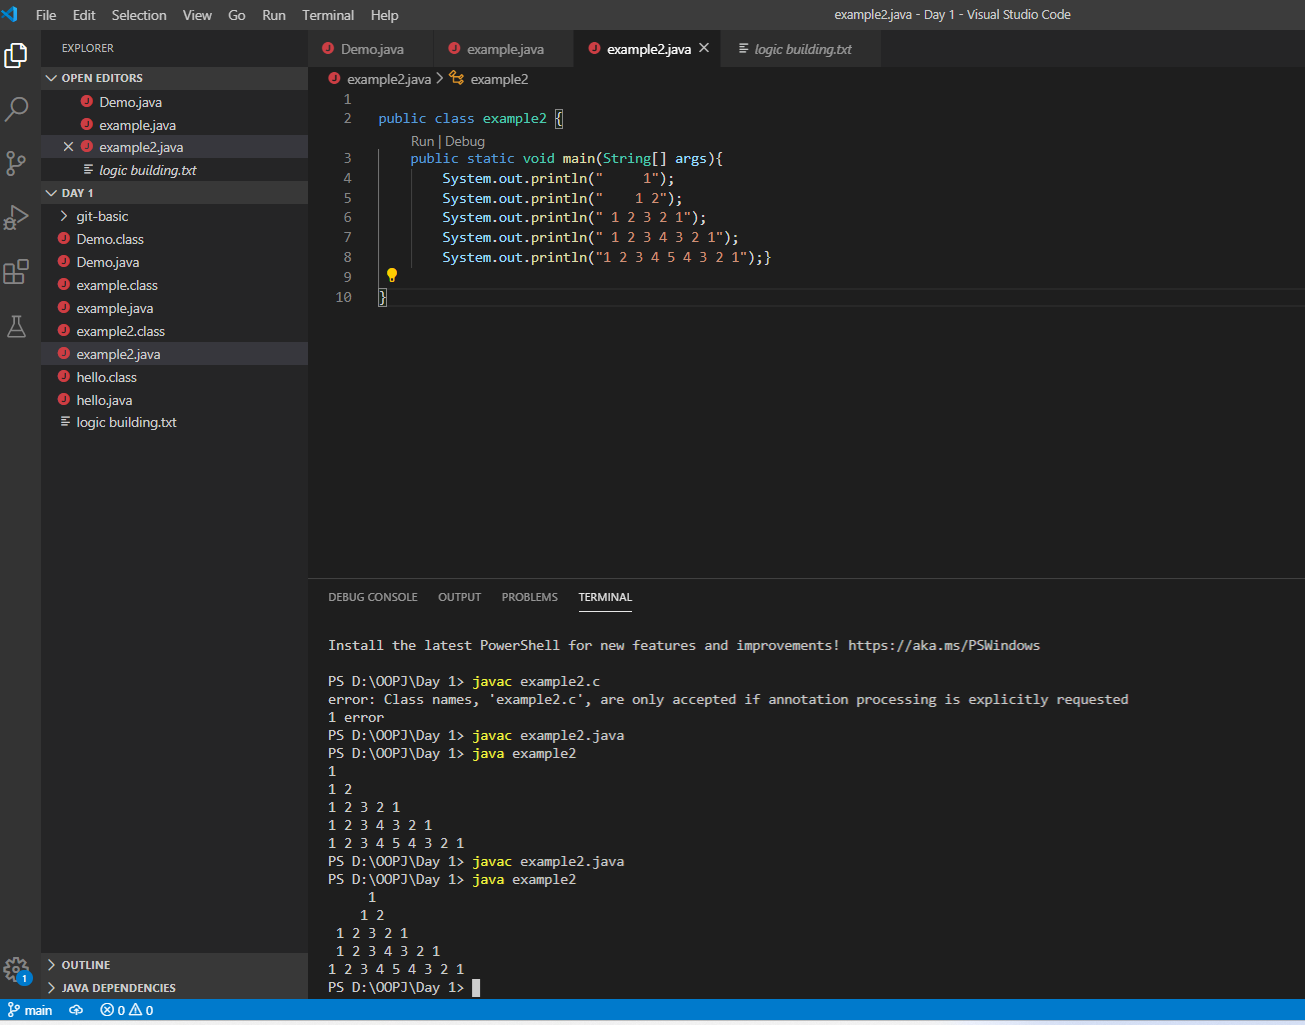 File Edit Selection View Go Run Terminal Help example2.java - Day 1 - Visual Studio Code
EXPLORER
OPEN EDITORS
Demo.java
example.java
example2.java
logic building.txt
DAY 1
git-basic
Demo.class
Demo.java
example.class
example.java
example2.class
example2.java
hello.class
hello.java
logic building.txt
OUTLINE
JAVA DEPENDENCIES
Demo.java example.java example2.java logic building.txt
example2.java > example2
1
2 public class example2 {
Run | Debug
3 public static void main(String[] args){
4 System.out.println("     1");
5 System.out.println("    1 2");
6 System.out.println(" 1 2 3 2 1");
7 System.out.println(" 1 2 3 4 3 2 1");
8 System.out.println("1 2 3 4 5 4 3 2 1");}
9
10 }
DEBUG CONSOLE OUTPUT PROBLEMS TERMINAL
Install the latest PowerShell for new features and improvements! https://aka.ms/PSWindows
PS D:\OOPJ\Day 1> javac example2.c
error: Class names, 'example2.c', are only accepted if annotation processing is explicitly requested
1 error
PS D:\OOPJ\Day 1> javac example2.java
PS D:\OOPJ\Day 1> java example2
1
1 2
1 2 3 2 1
1 2 3 4 3 2 1
1 2 3 4 5 4 3 2 1
PS D:\OOPJ\Day 1> javac example2.java
PS D:\OOPJ\Day 1> java example2
     1
    1 2
 1 2 3 2 1
 1 2 3 4 3 2 1
1 2 3 4 5 4 3 2 1
PS D:\OOPJ\Day 1>
1
main 0 0